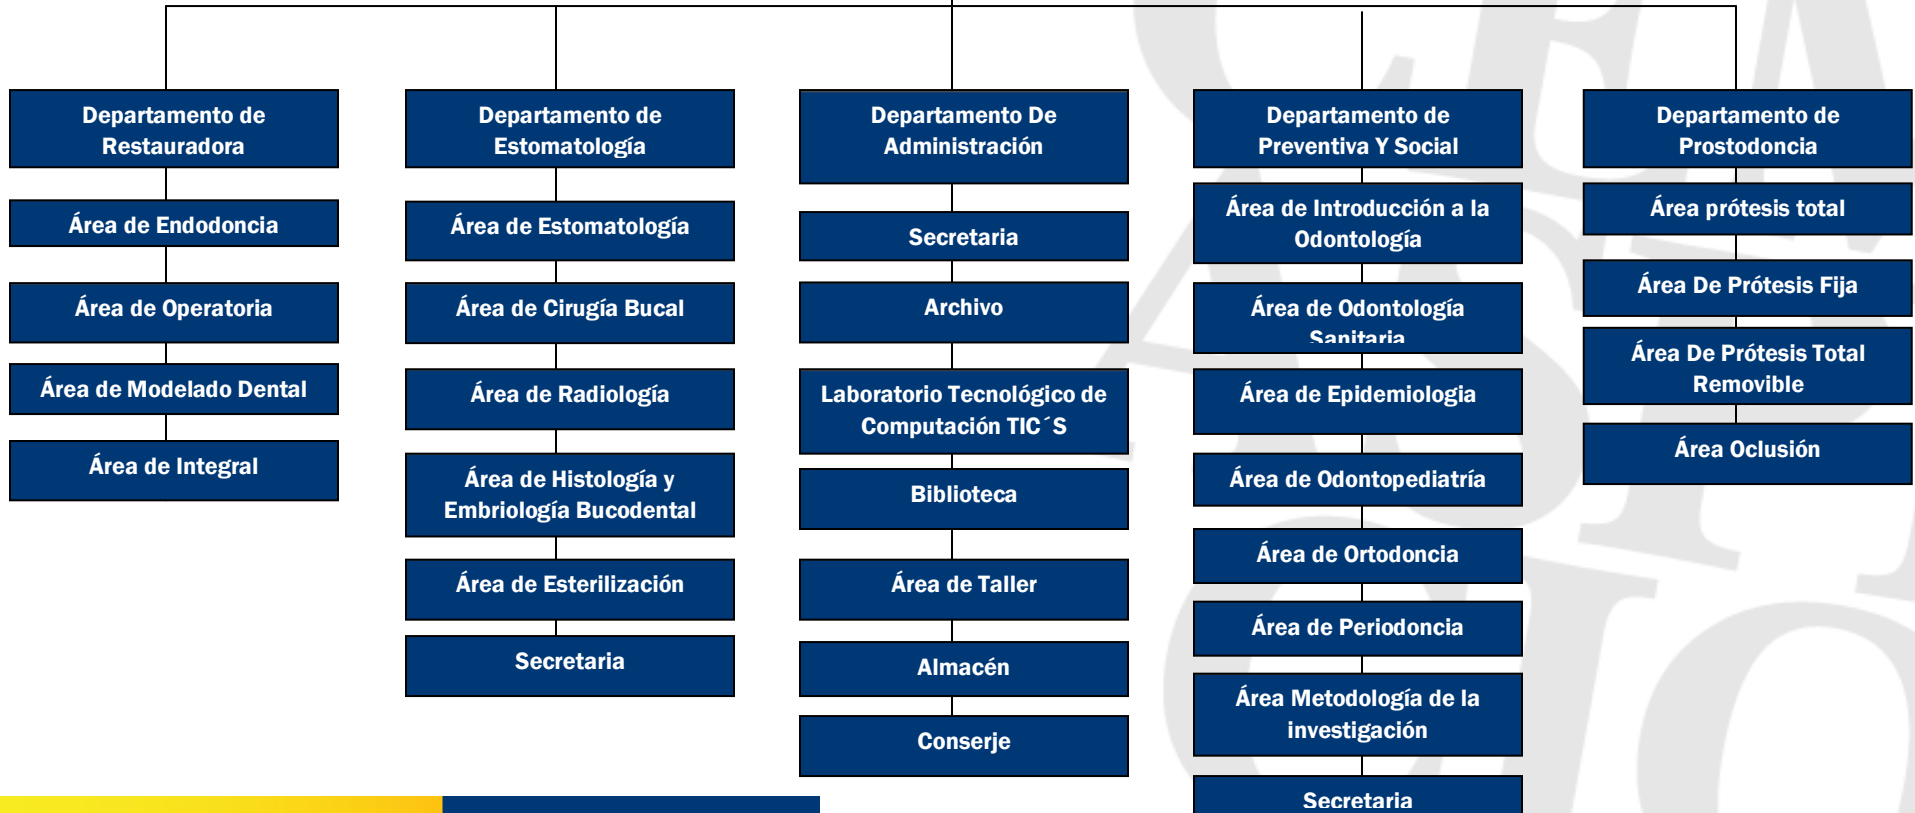 Departamento de
Restauradora
Área de Endodoncia
Área de Operatoria
Área de Modelado Dental
Área de Integral
Departamento de
Estomatología
Área de Estomatología
Área de Cirugía Bucal
Área de Radiología
Área de Histología y
Embriología Bucodental
Área de Esterilización
Secretaria
Departamento De
Administración
Secretaria
Archivo
Laboratorio Tecnológico de
Computación TIC´S
Biblioteca
Área de Taller
Almacén
Conserje
Departamento de
Preventiva Y Social
Área de Introducción a la
Odontología
Área de Odontología
Sanitaria
Área de Epidemiologia
Área de Odontopediatría
Área de Ortodoncia
Área de Periodoncia
Área Metodología de la
investigación
Secretaria
Departamento de
Prostodoncia
Área prótesis total
Área De Prótesis Fija
Área De Prótesis Total
Removible
Área Oclusión